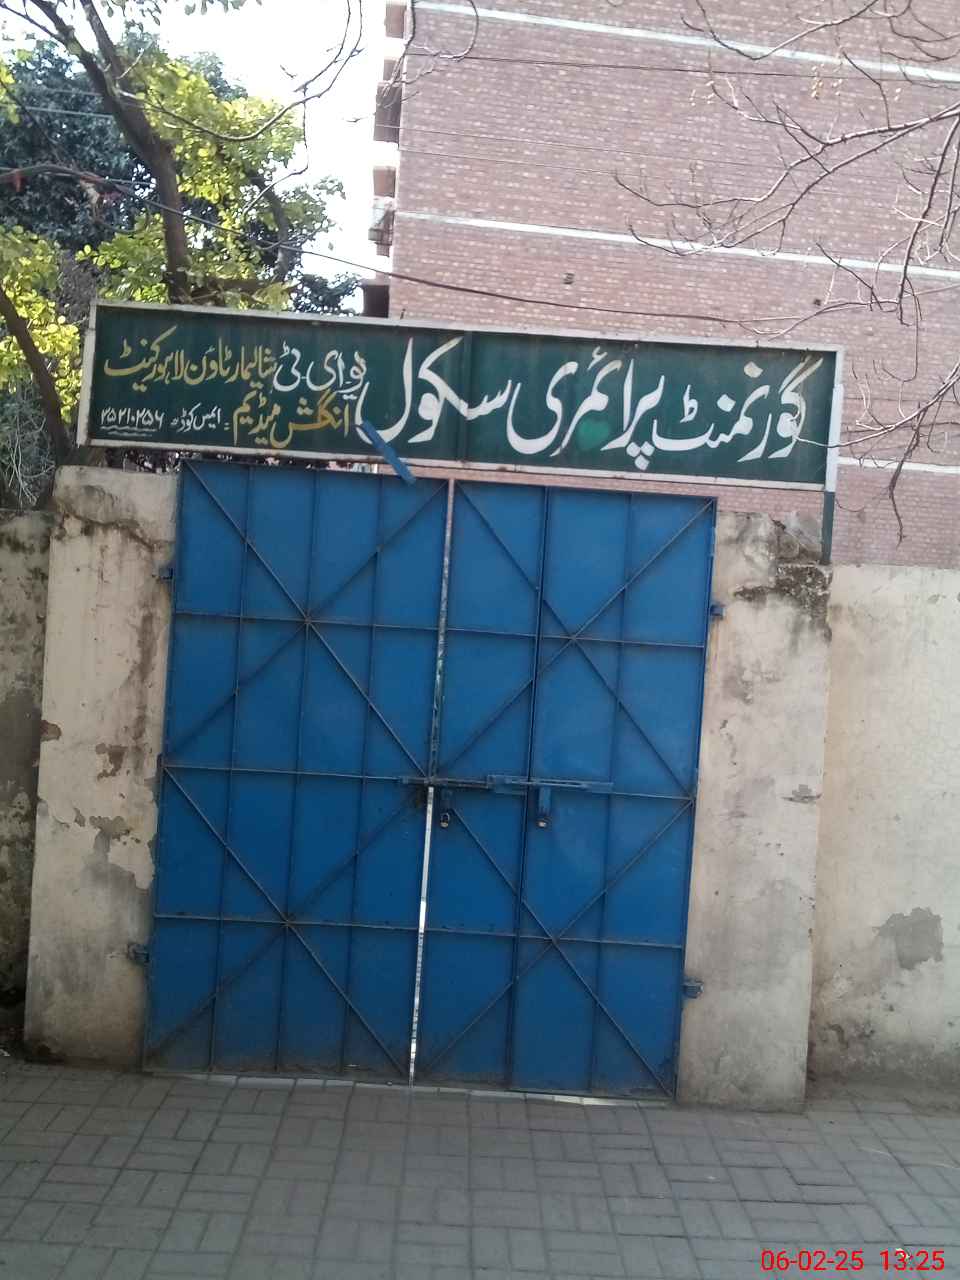 گورنمنٹ پرائمری سکول
یو ای ٹی شالیمار ٹاؤن لاہور کینٹ
انگلش میڈیم : ایمس کوڈ ۳۵۲۱۰۲۵۶
06-02-25 13:25